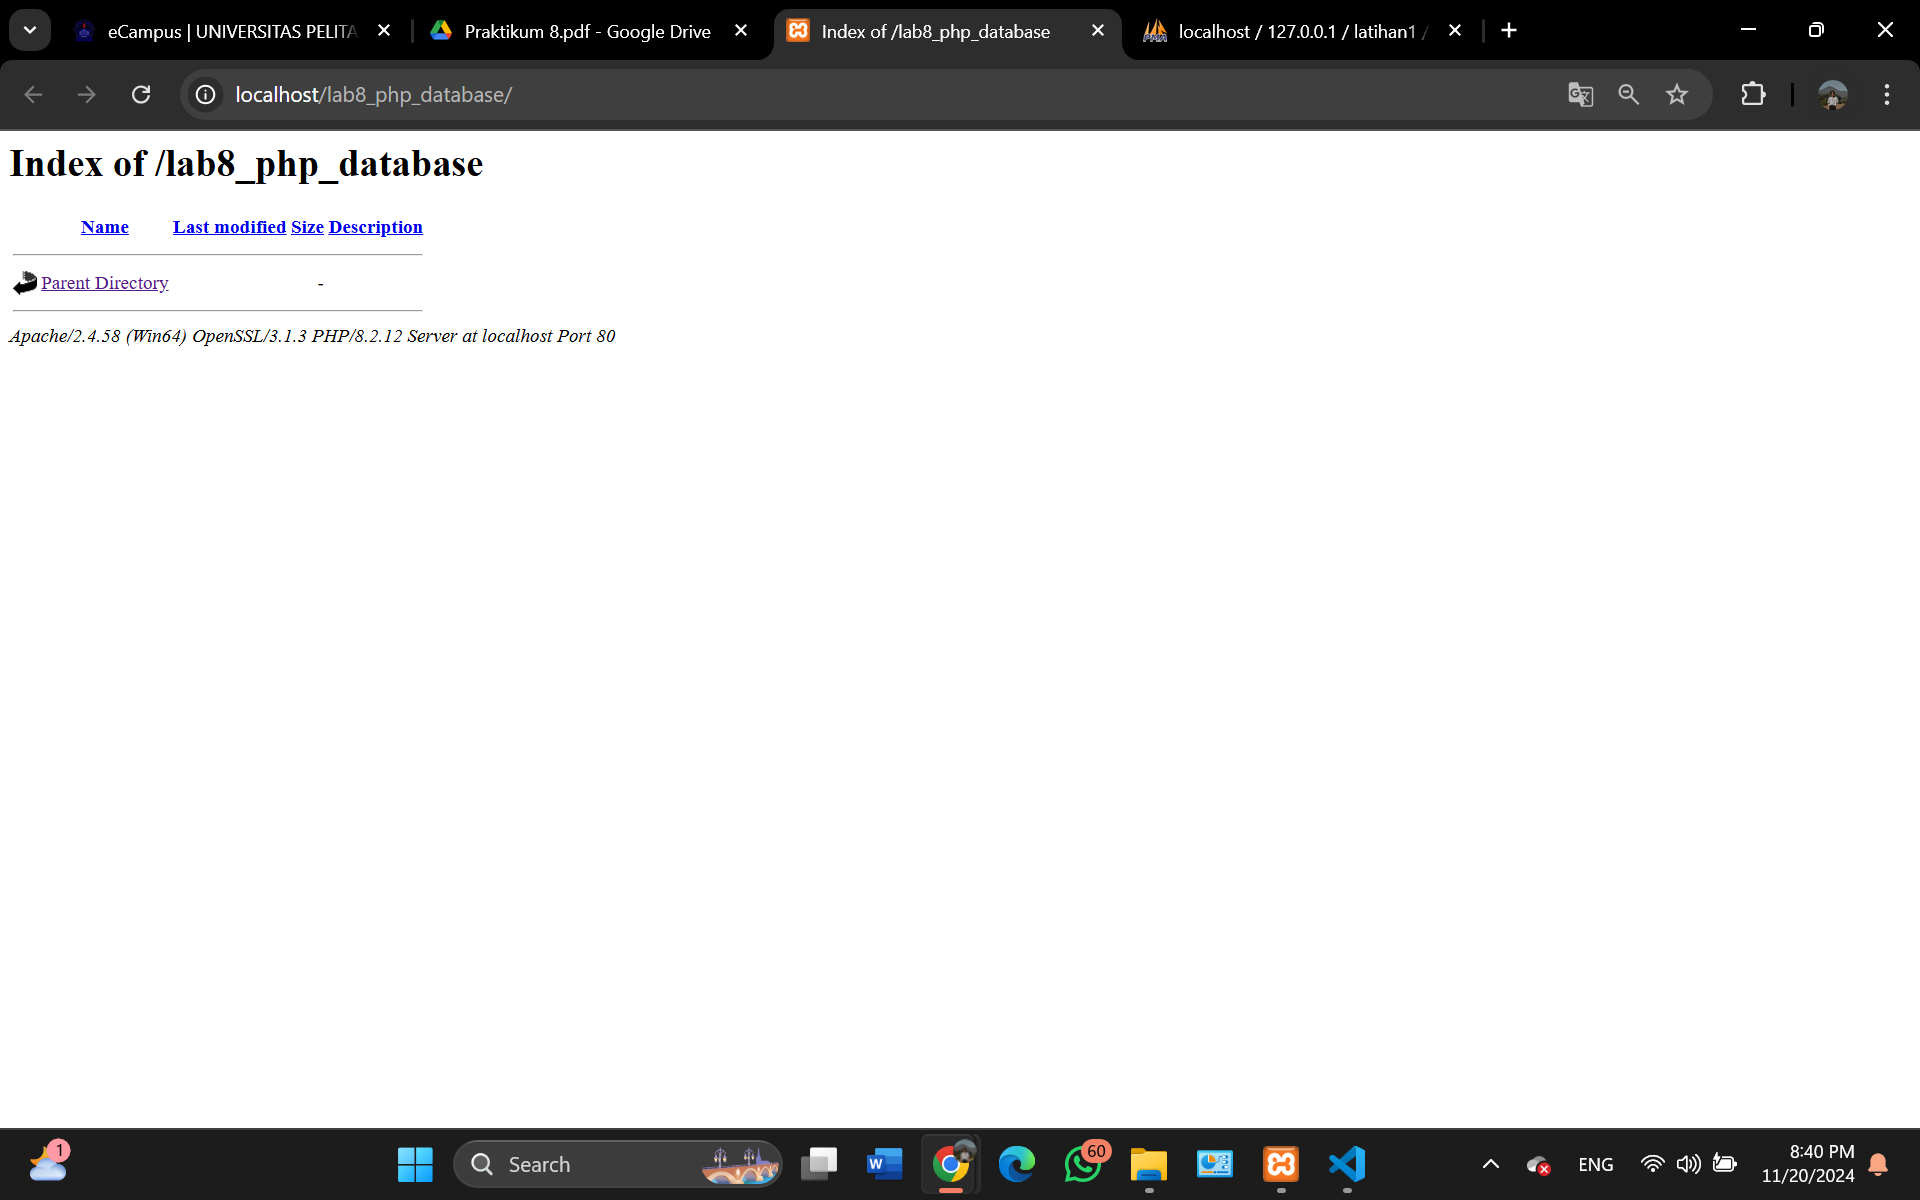 eCampus | UNIVERSITAS PELITA
Praktikum 8.pdf - Google Drive
Index of /lab8_php_database
localhost / 127.0.0.1 / latihan1 /
localhost/lab8_php_database/
Index of /lab8_php_database
Name Last modified Size Description
Parent Directory -
Apache/2.4.58 (Win64) OpenSSL/3.1.3 PHP/8.2.12 Server at localhost Port 80
1
Search
60
ENG
8:40 PM
11/20/2024